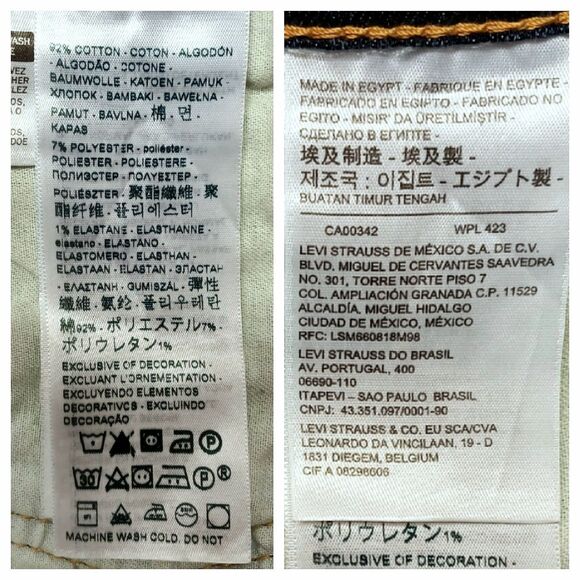 WASH
92% COTTON - COTON - ALGODÓN
ALGODÃO - COTONE -
BAUMWOLLE - KATOEN - PAMUK -
ХЛОПОК - BAMBAKI - BAWEŁNA -
PAMUT - BAVLNA - 棉 - 면 -
KAPAS
7% POLYESTER - poliéster -
POLIESTER - POLIESTERE -
ПОЛИЭСТЕР - ΠΟΛΥΕΣΤΕΡ -
POLIÉSZTER - 聚酯纖維 - 聚
酯纤维 - 폴리에스터
1% ELASTANE - ELASTHANNE -
elastano - ELASTANO -
ELASTOMERO - ELASTHAN -
ELASTAAN - ELASTAN - ЭЛАСТАН
- ΕΛΑΣΤΑΝΗ - GUMISZÁL - 彈性
纖維 - 氨纶 - 폴리우레탄
綿92% - ポリエステル7% -
ポリウレタン1%
EXCLUSIVE OF DECORATION -
EXCLUANT L'ORNEMENTATION -
EXCLUYENDO ELEMENTOS
DECORATIVOS - EXCLUINDO
DECORAÇÃO
P
30 P
MACHINE WASH COLD. DO NOT
MADE IN EGYPT - FABRIQUE EN EGYPTE -
FABRICADO EN EGIPTO - FABRICADO NO
EGITO - MISIR' DA ÜRETİLMİŞTİR -
СДЕЛАНО В ЕГИПТЕ -
埃及制造 - 埃及製 -
제조국 : 이집트 - エジプト製 -
BUATAN TIMUR TENGAH
CA00342 WPL 423
LEVI STRAUSS DE MÉXICO S.A. DE C.V.
BLVD. MIGUEL DE CERVANTES SAAVEDRA
NO. 301, TORRE NORTE PISO 7
COL. AMPLIACIÓN GRANADA C.P. 11529
ALCALDÍA, MIGUEL HIDALGO
CIUDAD DE MÉXICO, MÉXICO
RFC: LSM660818M98
LEVI STRAUSS DO BRASIL
AV. PORTUGAL, 400
06690-110
ITAPEVI – SAO PAULO BRASIL
CNPJ: 43.351.097/0001-90
LEVI STRAUSS & CO. EU SCA/CVA
LEONARDO DA VINCILAAN, 19 - D
1831 DIEGEM, BELGIUM
CIF A 08298606
ポリウレタン1%
EXCLUSIVE OF DECORATION -